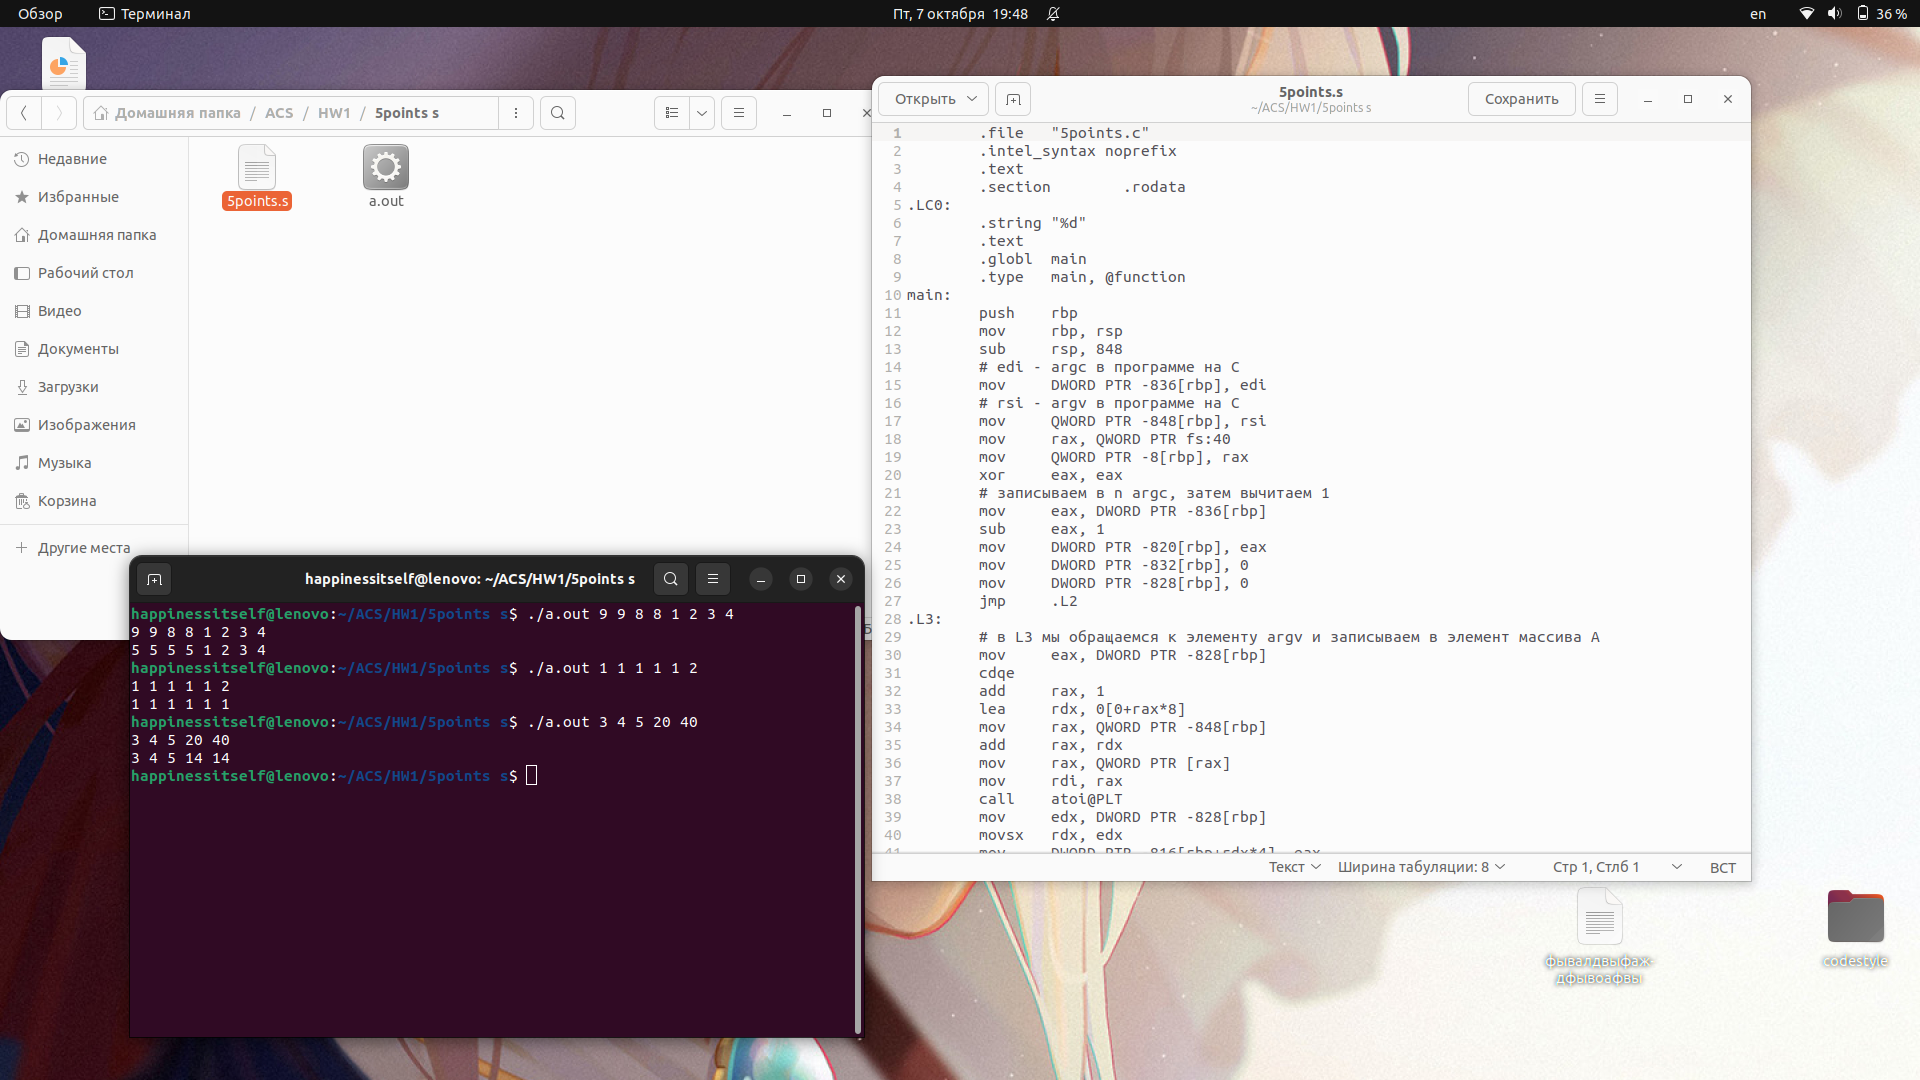 Обзор
Терминал
Пт, 7 октября 19:48
en
36 %
Домашняя папка / ACS / HW1 / 5points s
Недавние
Избранные
Домашняя папка
Рабочий стол
Видео
Документы
Загрузки
Изображения
Музыка
Корзина
Другие места
5points.s
a.out
happinessitself@lenovo: ~/ACS/HW1/5points s
happinessitself@lenovo:~/ACS/HW1/5points s$ ./a.out 9 9 8 8 1 2 3 4
9 9 8 8 1 2 3 4
5 5 5 5 1 2 3 4
happinessitself@lenovo:~/ACS/HW1/5points s$ ./a.out 1 1 1 1 1 2
1 1 1 1 1 2
1 1 1 1 1 1
happinessitself@lenovo:~/ACS/HW1/5points s$ ./a.out 3 4 5 20 40
3 4 5 20 40
3 4 5 14 14
happinessitself@lenovo:~/ACS/HW1/5points s$
Открыть
5points.s
~/ACS/HW1/5points s
Сохранить
1 .file "5points.c"
2 .intel_syntax noprefix
3 .text
4 .section .rodata
5 .LC0:
6 .string "%d"
7 .text
8 .globl main
9 .type main, @function
10 main:
11 push rbp
12 mov rbp, rsp
13 sub rsp, 848
14 # edi - argc в программе на C
15 mov DWORD PTR -836[rbp], edi
16 # rsi - argv в программе на C
17 mov QWORD PTR -848[rbp], rsi
18 mov rax, QWORD PTR fs:40
19 mov QWORD PTR -8[rbp], rax
20 xor eax, eax
21 # записываем в n argc, затем вычитаем 1
22 mov eax, DWORD PTR -836[rbp]
23 sub eax, 1
24 mov DWORD PTR -820[rbp], eax
25 mov DWORD PTR -832[rbp], 0
26 mov DWORD PTR -828[rbp], 0
27 jmp .L2
28 .L3:
29 # в L3 мы обращаемся к элементу argv и записываем в элемент массива A
30 mov eax, DWORD PTR -828[rbp]
31 cdqe
32 add rax, 1
33 lea rdx, 0[0+rax*8]
34 mov rax, QWORD PTR -848[rbp]
35 add rax, rdx
36 mov rax, QWORD PTR [rax]
37 mov rdi, rax
38 call atoi@PLT
39 mov edx, DWORD PTR -828[rbp]
40 movsx rdx, edx
41 mov DWORD PTR -816[rbp+rdx*4], eax
Текст
Ширина табуляции: 8
Стр 1, Стлб 1
ВСТ
фывалдвыфаж-
дфывоафвы
codestyle